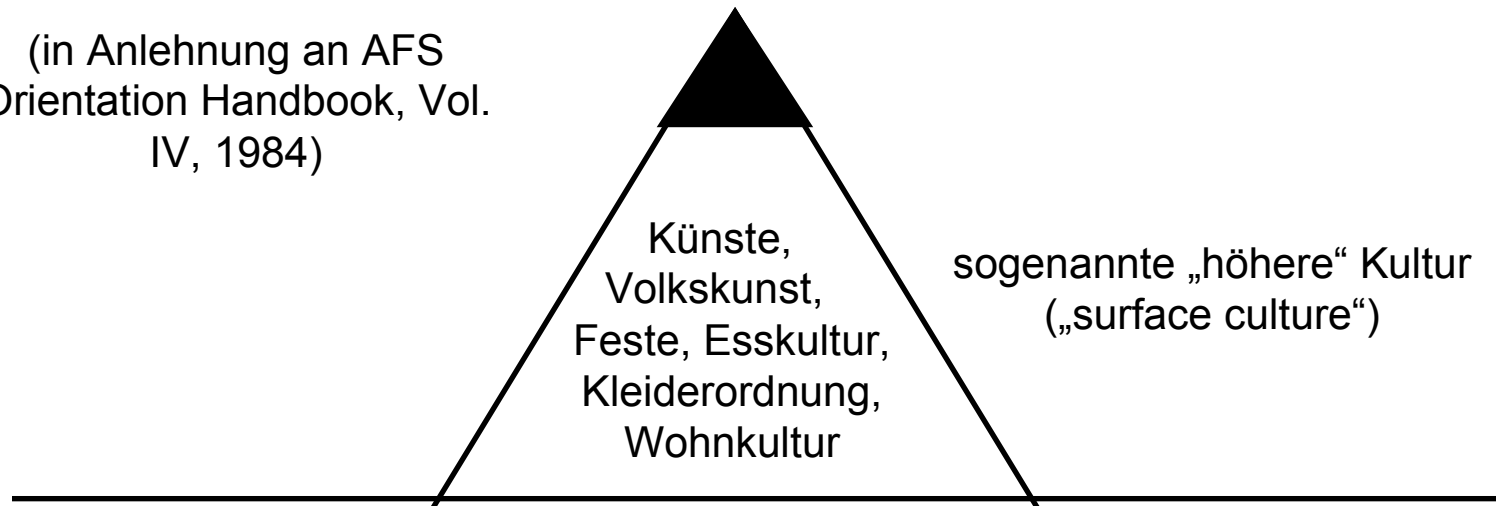 (in Anlehnung an AFS
Orientation Handbook, Vol.
IV, 1984)
Künste,
Volkskunst,
Feste, Esskultur,
Kleiderordnung,
Wohnkultur
sogenannte „höhere“ Kultur
(„surface culture“)